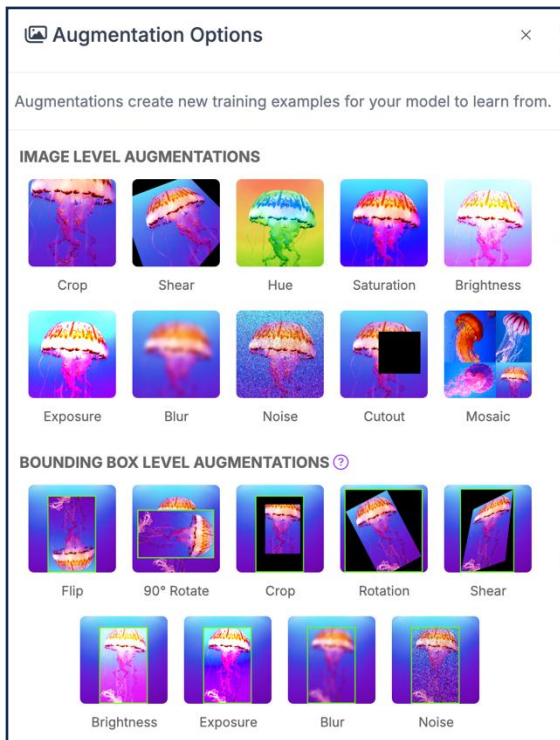 Augmentation Options
Augmentations create new training examples for your model to learn from.
IMAGE LEVEL AUGMENTATIONS
Crop Shear Hue Saturation Brightness
Exposure Blur Noise Cutout Mosaic
BOUNDING BOX LEVEL AUGMENTATIONS ?
Flip 90° Rotate Crop Rotation Shear
Brightness Exposure Blur Noise